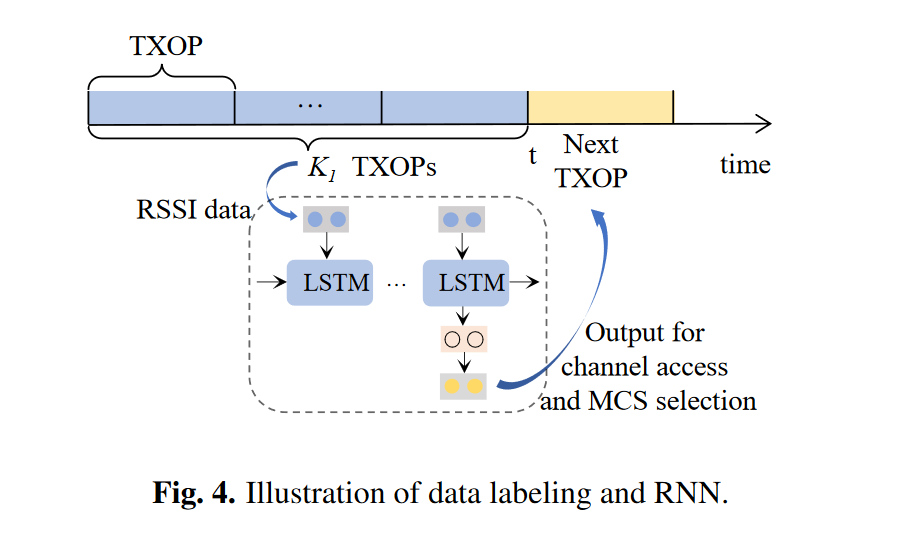 TXOP
...
K1 TXOPs
t
Next
TXOP
time
RSSI data
LSTM
...
LSTM
Output for
channel access
and MCS selection
Fig. 4. Illustration of data labeling and RNN.